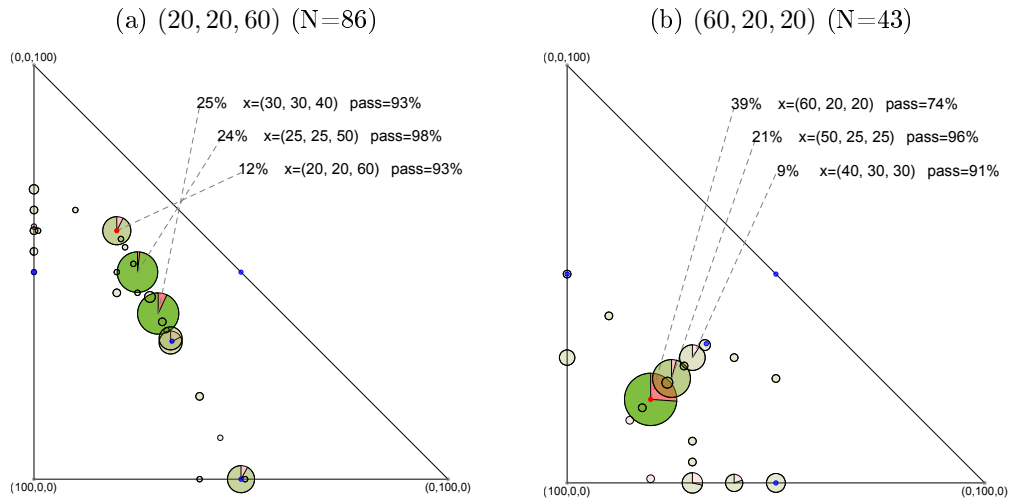 (a) (20, 20, 60) (N=86)
(0,0,100)
25% x=(30, 30, 40) pass=93%
24% x=(25, 25, 50) pass=98%
12% x=(20, 20, 60) pass=93%
(100,0,0)
(0,100,0)
(b) (60, 20, 20) (N=43)
(0,0,100)
39% x=(60, 20, 20) pass=74%
21% x=(50, 25, 25) pass=96%
9% x=(40, 30, 30) pass=91%
(100,0,0)
(0,100,0)